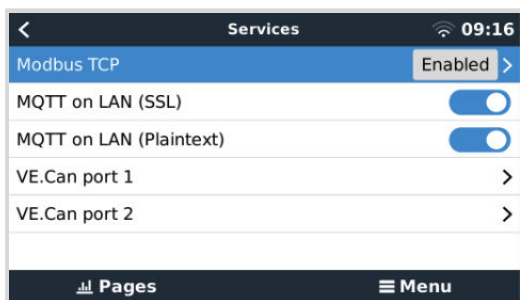 Services 09:16
Modbus TCP Enabled
MQTT on LAN (SSL)
MQTT on LAN (Plaintext)
VE.Can port 1
VE.Can port 2
Pages Menu